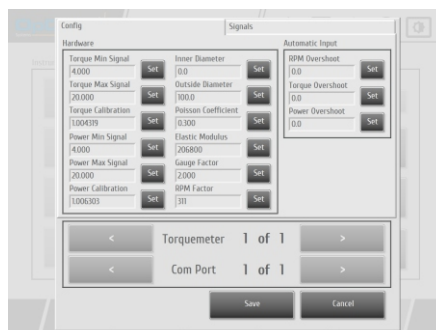 Config
Signals
Hardware
Automatic Input
Torque Min Signal
4.000
Set
Torque Max Signal
20.000
Set
Torque Calibration
1.004319
Set
Power Min Signal
4.000
Set
Power Max Signal
20.000
Set
Power Calibration
1.006303
Set
Inner Diameter
0.0
Set
Outside Diameter
100.0
Set
Poisson Coefficient
0.300
Set
Elastic Modulus
206800
Set
Gauge Factor
2.000
Set
RPM Factor
311
Set
RPM Overshoot
0.0
Set
Torque Overshoot
0.0
Set
Power Overshoot
0.0
Set
< Torquemeter 1 of 1 >
< Com Port 1 of 1 >
Save
Cancel